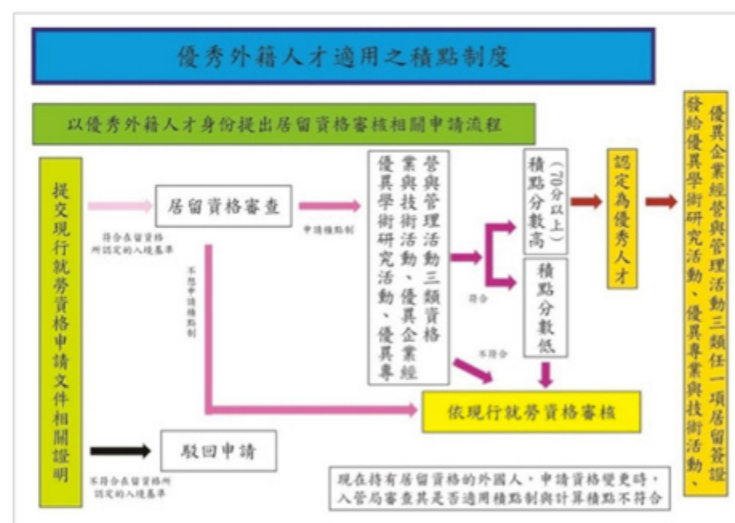 優秀外籍人才適用之積點制度
以優秀外籍人才身份提出居留資格審核相關申請流程
提交現行就勞資格申請文件相關證明
符合在留資格
所認定的入境基準
居留資格審查
申請積點制
不想申請積點制
優異學術研究活動、優異專
業與技術活動、優異企業經
營與管理活動三類資格
符合
不符合
積點分數高
(70分以上)
積點分數低
認定為優秀人才
發給優異學術研究活動、優異專業與技術活動、
優異企業經營與管理活動三類任一項居留簽證
依現行就勞資格審核
不符合在留資格所
認定的入境基準
駁回申請
現在持有居留資格的外國人,申請資格變更時,
入管局審查其是否適用積點制與計算積點不符合